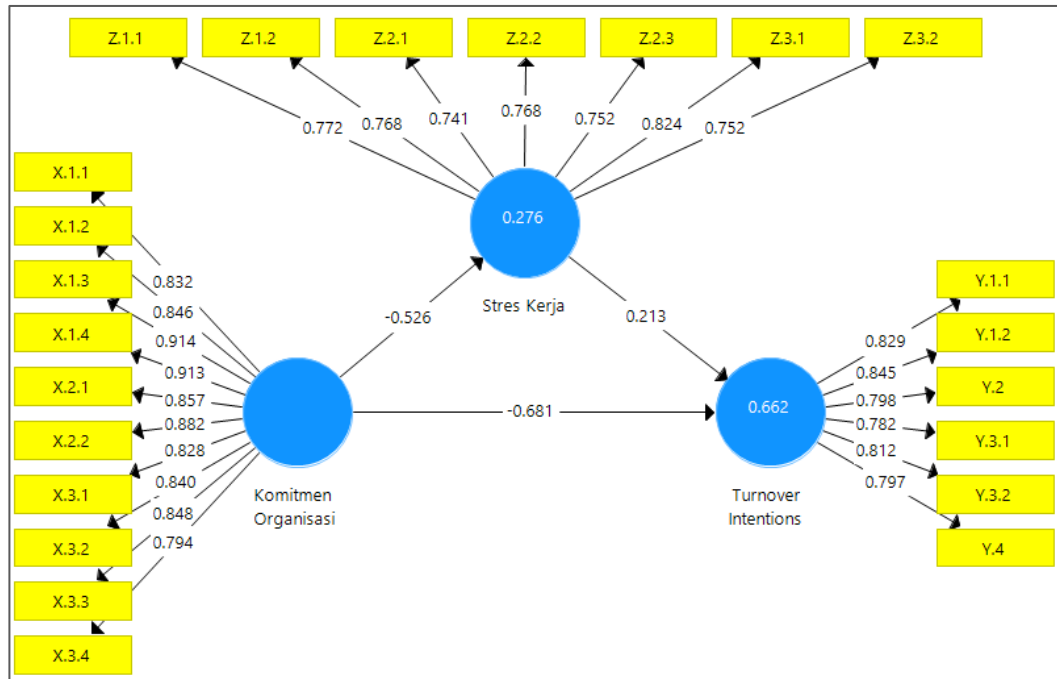 Z.1.1 Z.1.2 Z.2.1 Z.2.2 Z.2.3 Z.3.1 Z.3.2
0.772 0.768 0.741 0.768 0.752 0.824 0.752
X.1.1
X.1.2
X.1.3
X.1.4
X.2.1
X.2.2
X.3.1
X.3.2
X.3.3
X.3.4
0.832
0.846
0.914
0.913
0.857
0.882
0.828
0.840
0.848
0.794
Komitmen
Organisasi
-0.526
0.276
Stres Kerja
0.213
-0.681
0.662
Turnover
Intentions
0.829
0.845
0.798
0.782
0.812
0.797
Y.1.1
Y.1.2
Y.2
Y.3.1
Y.3.2
Y.4